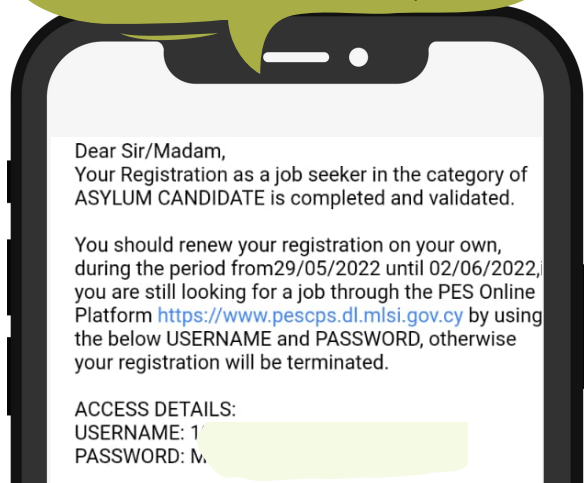 Dear Sir/Madam,
Your Registration as a job seeker in the category of
ASYLUM CANDIDATE is completed and validated.
You should renew your registration on your own,
during the period from29/05/2022 until 02/06/2022,i
you are still looking for a job through the PES Online
Platform https://www.pescps.dl.mlsi.gov.cy by using
the below USERNAME and PASSWORD, otherwise
your registration will be terminated.
ACCESS DETAILS:
USERNAME: 1
PASSWORD: M